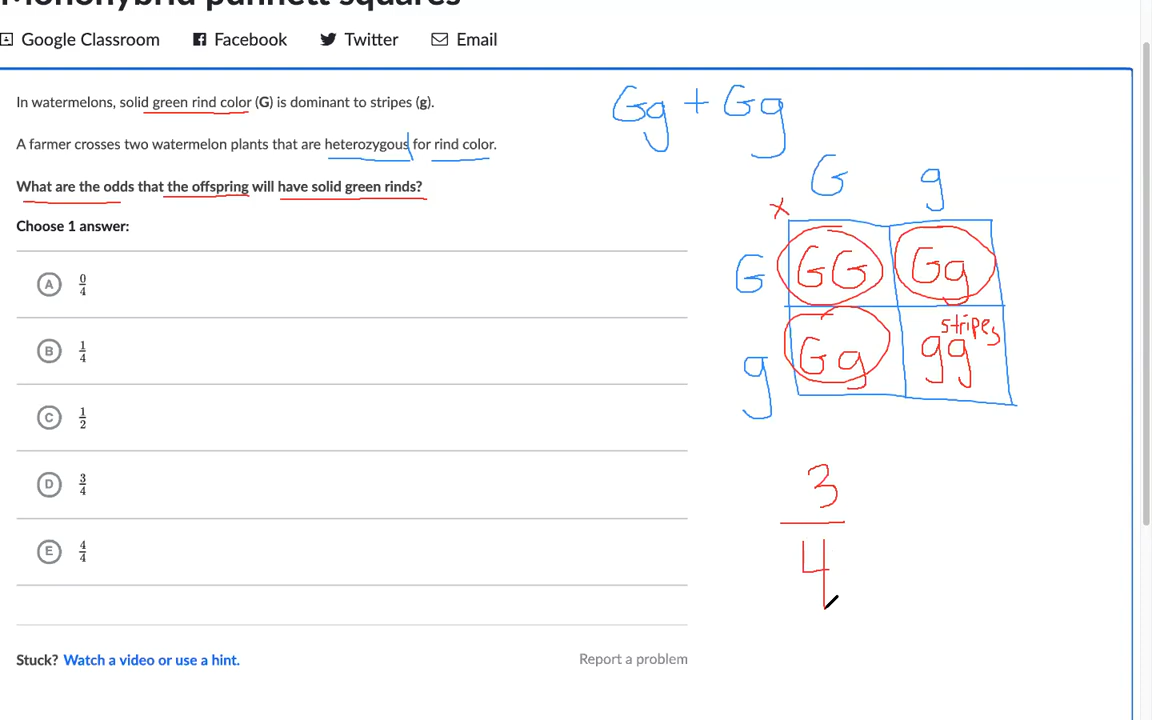 Google Classroom Facebook Twitter Email
In watermelons, solid green rind color (G) is dominant to stripes (g).
A farmer crosses two watermelon plants that are heterozygous for rind color.
What are the odds that the offspring will have solid green rinds?
Choose 1 answer:
A 0/4
B 1/4
C 1/2
D 3/4
E 4/4
Stuck? Watch a video or use a hint.
Report a problem
Gg + Gg
G g
x
G GG Gg
stripes
g Gg gg
3
4